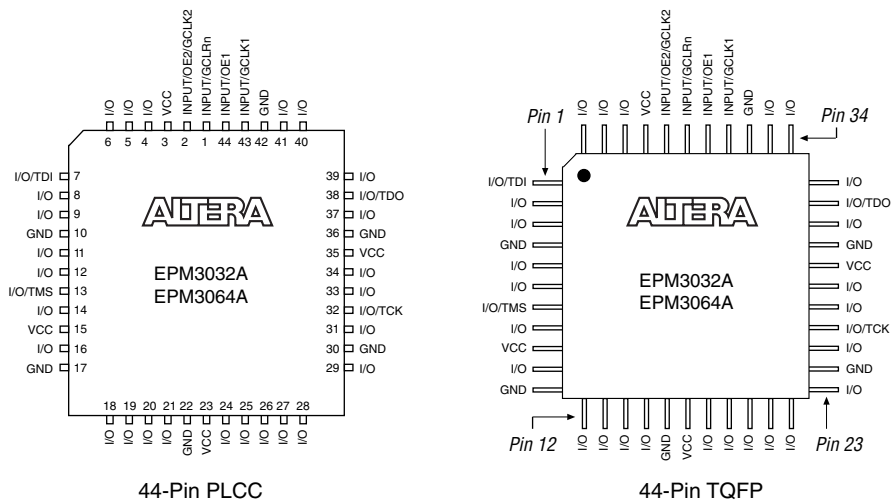 I/O I/O I/O VCC INPUT/OE2/GCLK2 INPUT/GCLRn INPUT/OE1 INPUT/GCLK1 GND I/O I/O
6 5 4 3 2 1 44 43 42 41 40
I/O/TDI 7 39 I/O
I/O 8 38 I/O/TDO
I/O 9 37 I/O
GND 10 36 GND
I/O 11 35 VCC
I/O 12 34 I/O
I/O/TMS 13 33 I/O
I/O 14 32 I/O/TCK
VCC 15 31 I/O
I/O 16 30 GND
GND 17 29 I/O
ALTERA
EPM3032A
EPM3064A
18 19 20 21 22 23 24 25 26 27 28
I/O I/O I/O I/O GND VCC I/O I/O I/O I/O I/O
44-Pin PLCC
I/O I/O I/O VCC INPUT/OE2/GCLK2 INPUT/GCLRn INPUT/OE1 INPUT/GCLK1 GND I/O I/O
Pin 1 Pin 34
I/O/TDI I/O
I/O I/O/TDO
I/O I/O
GND GND
I/O VCC
I/O I/O
I/O/TMS I/O
I/O I/O/TCK
VCC I/O
I/O GND
GND I/O
ALTERA
EPM3032A
EPM3064A
Pin 12 Pin 23
I/O I/O I/O I/O GND VCC I/O I/O I/O I/O I/O
44-Pin TQFP